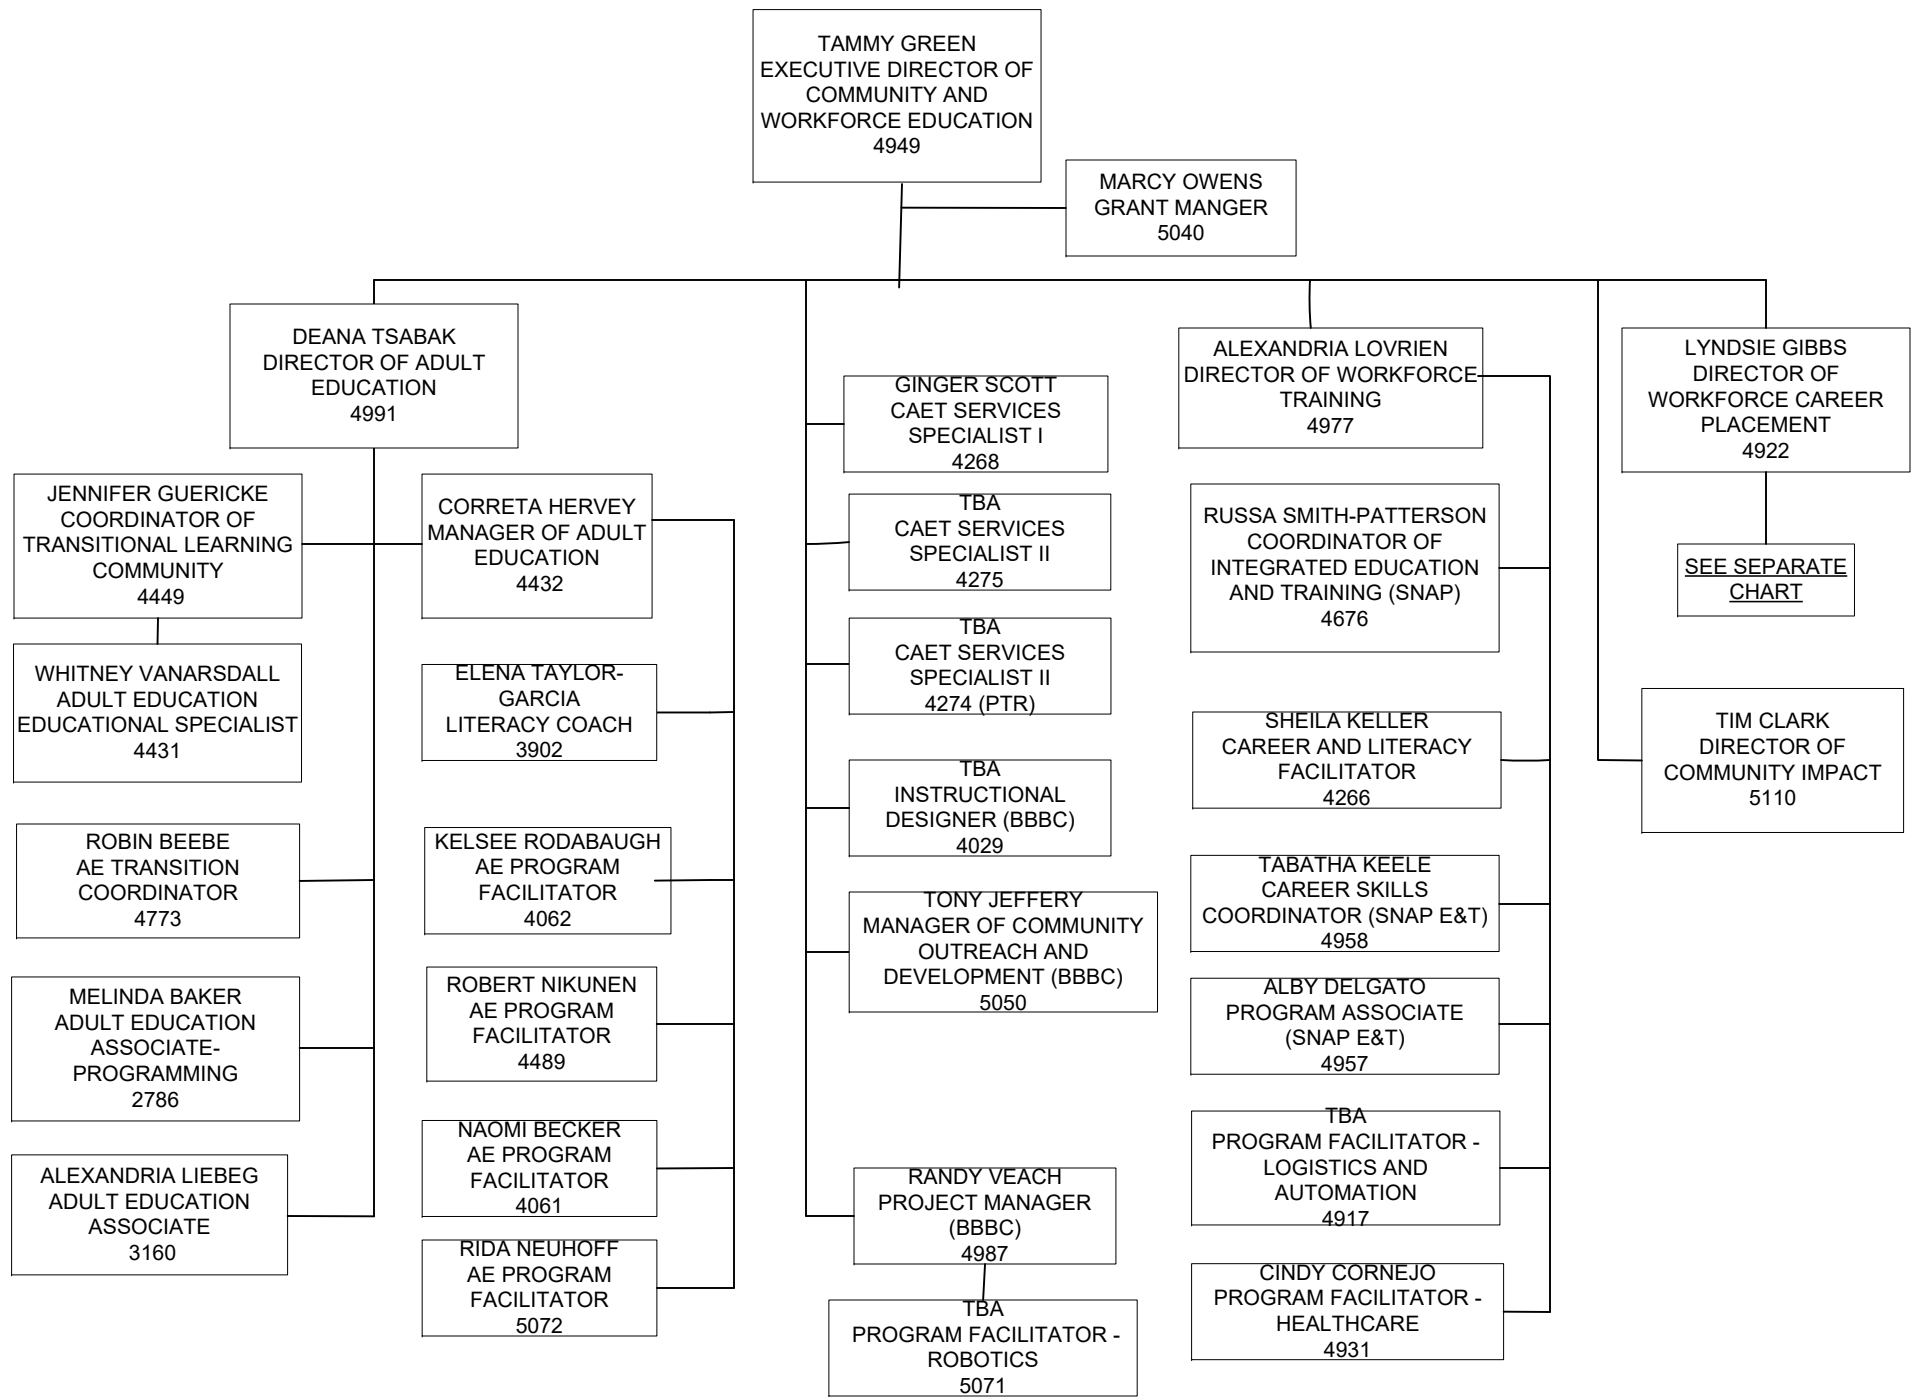 TAMMY GREEN
EXECUTIVE DIRECTOR OF
COMMUNITY AND
WORKFORCE EDUCATION
4949
MARCY OWENS
GRANT MANGER
5040
DEANA TSABAK
DIRECTOR OF ADULT
EDUCATION
4991
JENNIFER GUERICKE
COORDINATOR OF
TRANSITIONAL LEARNING
COMMUNITY
4449
WHITNEY VANARSDALL
ADULT EDUCATION
EDUCATIONAL SPECIALIST
4431
ROBIN BEEBE
AE TRANSITION
COORDINATOR
4773
MELINDA BAKER
ADULT EDUCATION
ASSOCIATE-
PROGRAMMING
2786
ALEXANDRIA LIEBEG
ADULT EDUCATION
ASSOCIATE
3160
CORRETA HERVEY
MANAGER OF ADULT
EDUCATION
4432
ELENA TAYLOR-
GARCIA
LITERACY COACH
3902
KELSEE RODABAUGH
AE PROGRAM
FACILITATOR
4062
ROBERT NIKUNEN
AE PROGRAM
FACILITATOR
4489
NAOMI BECKER
AE PROGRAM
FACILITATOR
4061
RIDA NEUHOFF
AE PROGRAM
FACILITATOR
5072
GINGER SCOTT
CAET SERVICES
SPECIALIST I
4268
TBA
CAET SERVICES
SPECIALIST II
4275
TBA
CAET SERVICES
SPECIALIST II
4274 (PTR)
TBA
INSTRUCTIONAL
DESIGNER (BBBC)
4029
TONY JEFFERY
MANAGER OF COMMUNITY
OUTREACH AND
DEVELOPMENT (BBBC)
5050
RANDY VEACH
PROJECT MANAGER
(BBBC)
4987
TBA
PROGRAM FACILITATOR -
ROBOTICS
5071
ALEXANDRIA LOVRIEN
DIRECTOR OF WORKFORCE
TRAINING
4977
RUSSA SMITH-PATTERSON
COORDINATOR OF
INTEGRATED EDUCATION
AND TRAINING (SNAP)
4676
SHEILA KELLER
CAREER AND LITERACY
FACILITATOR
4266
TABATHA KEELE
CAREER SKILLS
COORDINATOR (SNAP E&T)
4958
ALBY DELGATO
PROGRAM ASSOCIATE
(SNAP E&T)
4957
TBA
PROGRAM FACILITATOR -
LOGISTICS AND
AUTOMATION
4917
CINDY CORNEJO
PROGRAM FACILITATOR -
HEALTHCARE
4931
LYNDSIE GIBBS
DIRECTOR OF
WORKFORCE CAREER
PLACEMENT
4922
SEE SEPARATE
CHART
TIM CLARK
DIRECTOR OF
COMMUNITY IMPACT
5110